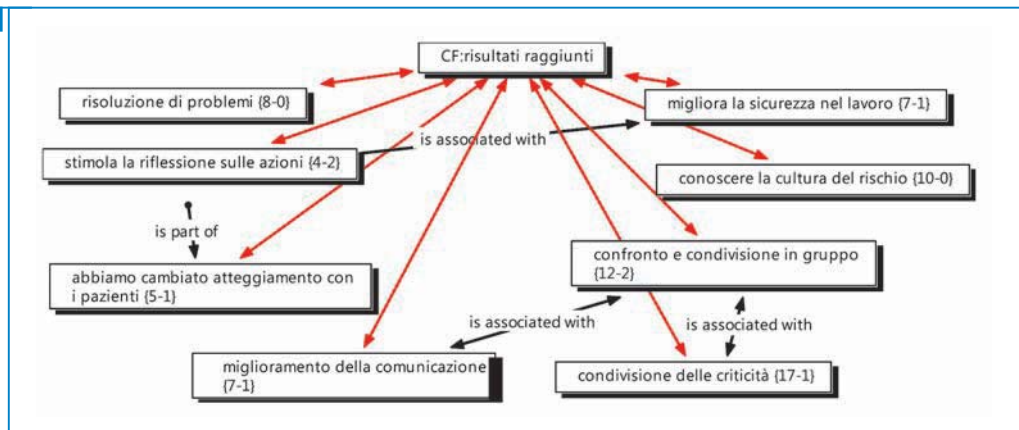 CF:risultati raggiunti
risoluzione di problemi {8-0}
migliora la sicurezza nel lavoro {7-1}
is associated with
stimola la riflessione sulle azioni {4-2}
conoscere la cultura del rischio {10-0}
is part of
confronto e condivisione in gruppo
{12-2}
abbiamo cambiato atteggiamento con
i pazienti {5-1}
is associated with
is associated with
miglioramento della comunicazione
{7-1}
condivisione delle criticità {17-1}